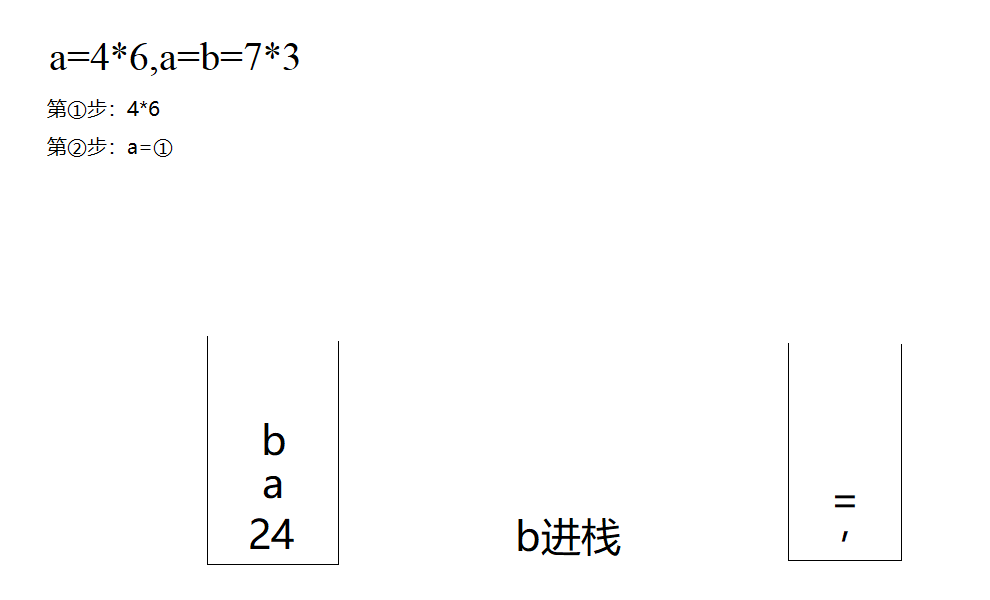 a=4*6,a=b=7*3
第①步：4*6
第②步：a=①
b
a
24
b进栈
=
,